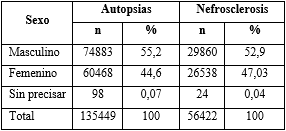 Sexo Autopsias Nefrosclerosis
n % n %
Masculino 74883 55,2 29860 52,9
Femenino 60468 44,6 26538 47,03
Sin precisar 98 0,07 24 0,04
Total 135449 100 56422 100